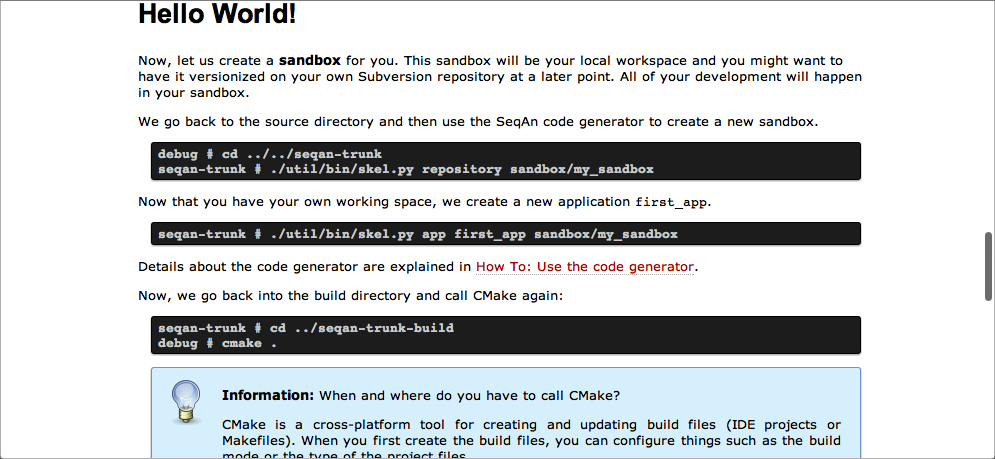 Hello World!
Now, let us create a sandbox for you. This sandbox will be your local workspace and you might want to
have it versionized on your own Subversion repository at a later point. All of your development will happen
in your sandbox.
We go back to the source directory and then use the SeqAn code generator to create a new sandbox.
debug # cd ../../seqan-trunk
seqan-trunk # ./util/bin/skel.py repository sandbox/my_sandbox
Now that you have your own working space, we create a new application first_app.
seqan-trunk # ./util/bin/skel.py app first_app sandbox/my_sandbox
Details about the code generator are explained in How To: Use the code generator.
Now, we go back into the build directory and call CMake again:
seqan-trunk # cd ../seqan-trunk-build
debug # cmake .
Information: When and where do you have to call CMake?
CMake is a cross-platform tool for creating and updating build files (IDE projects or
Makefiles). When you first create the build files, you can configure things such as the build
mode or the type of the project files.